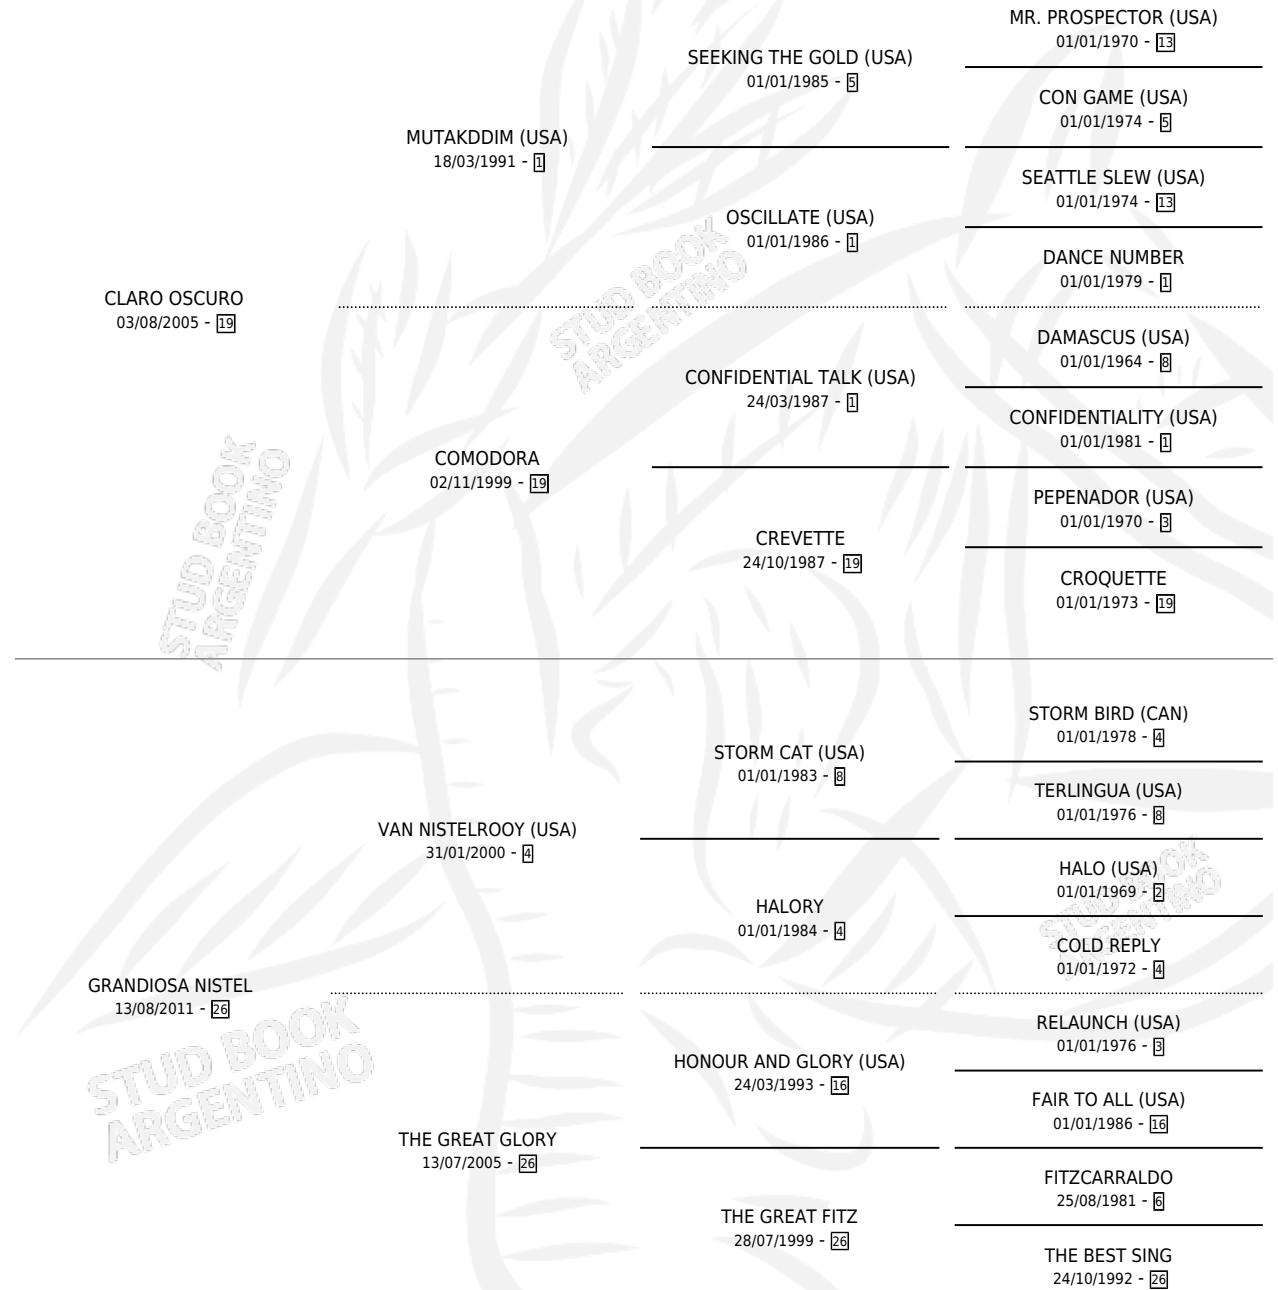 MR. PROSPECTOR (USA)
01/01/1970 - 13
SEEKING THE GOLD (USA)
01/01/1985 - 5
CON GAME (USA)
01/01/1974 - 5
MUTAKDDIM (USA)
18/03/1991 - 1
SEATTLE SLEW (USA)
01/01/1974 - 13
OSCILLATE (USA)
01/01/1986 - 1
DANCE NUMBER
01/01/1979 - 1
CLARO OSCURO
03/08/2005 - 19
DAMASCUS (USA)
01/01/1964 - 8
CONFIDENTIAL TALK (USA)
24/03/1987 - 1
CONFIDENTIALITY (USA)
01/01/1981 - 1
COMODORA
02/11/1999 - 19
PEPENADOR (USA)
01/01/1970 - 3
CREVETTE
24/10/1987 - 19
CROQUETTE
01/01/1973 - 19
STUD BOOK
ARGENTINO
STUD BOOK
ARGENTINO
STORM BIRD (CAN)
01/01/1978 - 4
STORM CAT (USA)
01/01/1983 - 8
TERLINGUA (USA)
01/01/1976 - 8
VAN NISTELROOY (USA)
31/01/2000 - 4
HALO (USA)
01/01/1969 - 2
HALORY
01/01/1984 - 4
COLD REPLY
01/01/1972 - 4
GRANDIOSA NISTEL
13/08/2011 - 26
RELAUNCH (USA)
01/01/1976 - 3
HONOUR AND GLORY (USA)
24/03/1993 - 16
FAIR TO ALL (USA)
01/01/1986 - 16
THE GREAT GLORY
13/07/2005 - 26
FITZCARRALDO
25/08/1981 - 6
THE GREAT FITZ
28/07/1999 - 26
THE BEST SING
24/10/1992 - 26
STUD BOOK
ARGENTINO
STUD BOOK
ARGENTINO